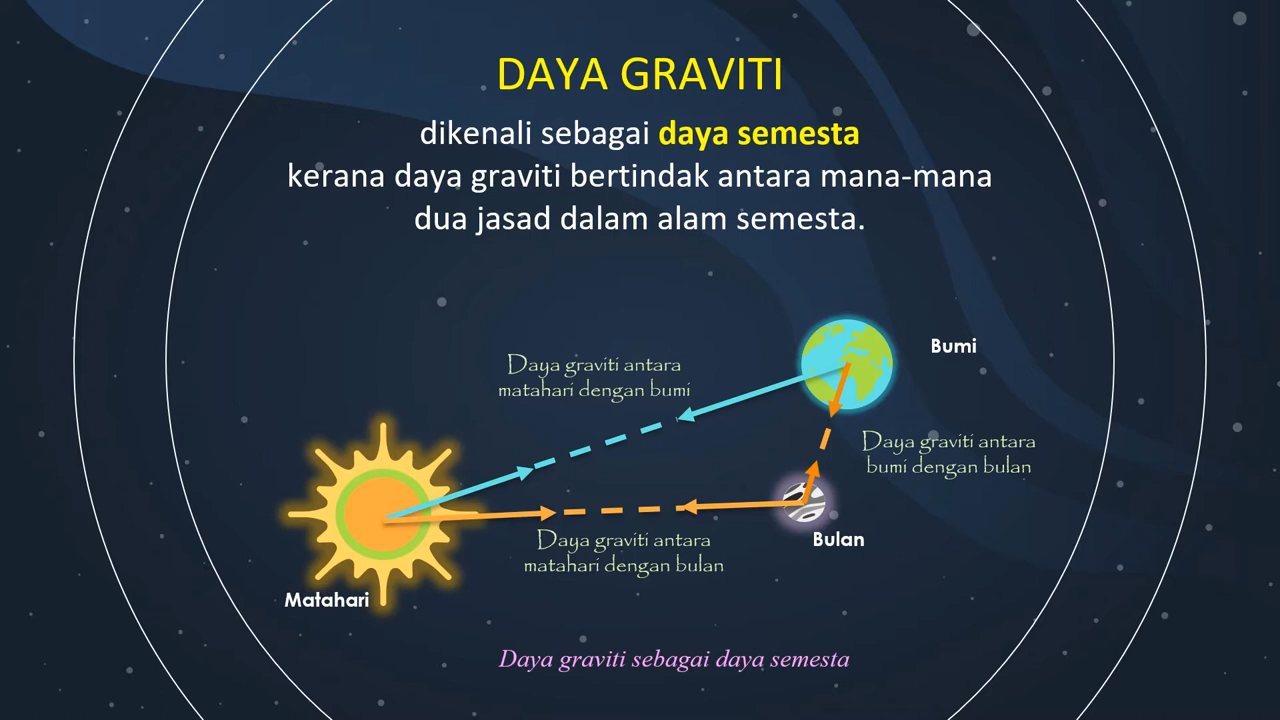 DAYA GRAVITI
dikenali sebagai daya semesta
kerana daya graviti bertindak antara mana-mana
dua jasad dalam alam semesta.
Bumi
Daya graviti antara
matahari dengan bumi
Daya graviti antara
bumi dengan bulan
Bulan
Daya graviti antara
matahari dengan bulan
Matahari
Daya graviti sebagai daya semesta